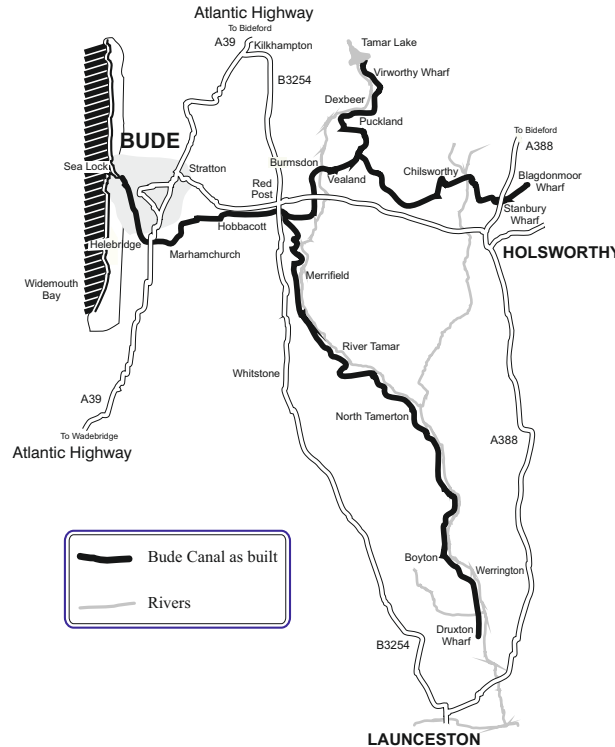 Atlantic Highway
To Bideford
A39
Kilkhampton
B3254
Tamar Lake
Virworthy Wharf
Dexbeer
Puckland
BUDE
To Bideford
A388
Sea Lock
Stratton
Burmsdon
Vealand
Chilsworthy
Blagdonmoor
Wharf
Red
Post
Stanbury
Wharf
Hobbacott
Helebridge
Marhamchurch
HOLSWORTHY
Widemouth
Bay
Merrifield
River Tamar
Whitstone
A39
North Tamerton
To Wadebridge
Atlantic Highway
A388
Bude Canal as built
Rivers
Boyton
Werrington
Druxton
Wharf
B3254
LAUNCESTON